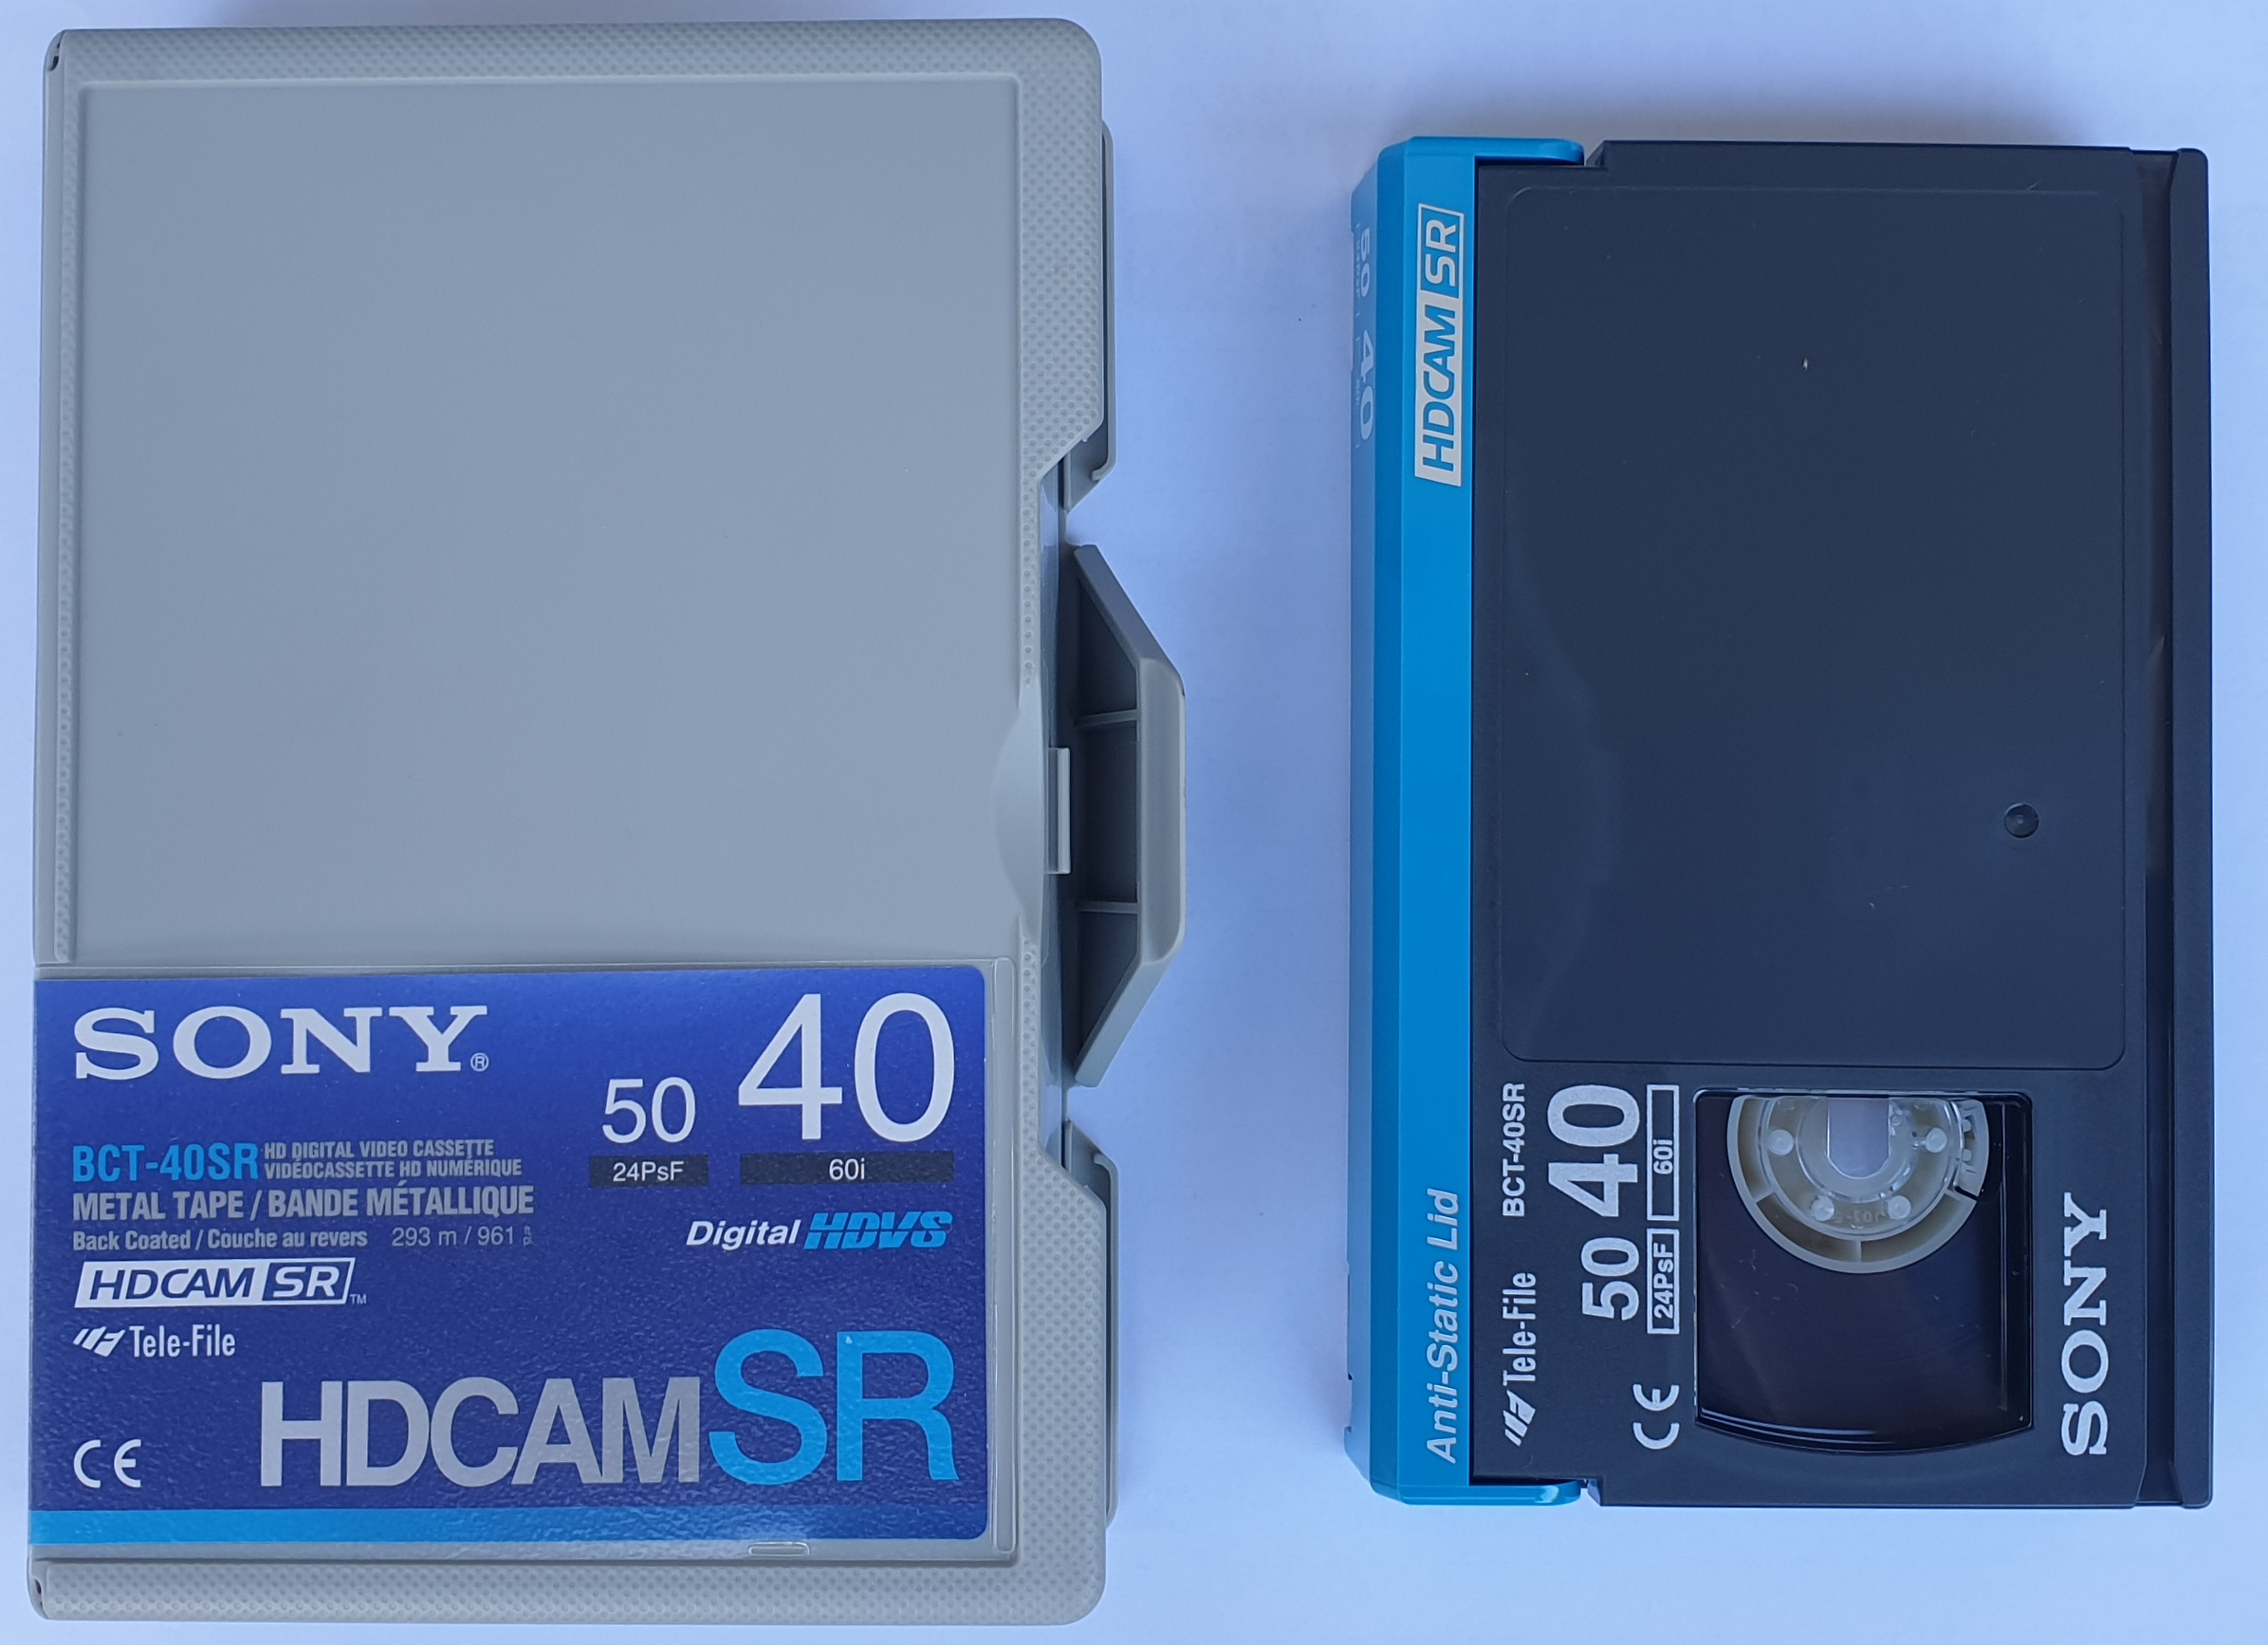 SONY®
50 40
24PsF 60i
BCT-40SR HD DIGITAL VIDEO CASSETTE
VIDÉOCASSETTE HD NUMÉRIQUE
METAL TAPE / BANDE MÉTALLIQUE
Back Coated / Couche au revers 293 m / 961
Digital HDVS
HDCAM SR™
Tele-File
HDCAMSR
CE
50 40
HDCAM SR
Anti-Static Lid
BCT-40SR
Tele-File
50 40
24PsF 60i
CE
SONY